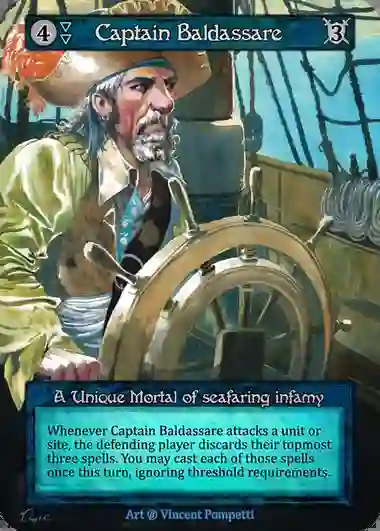 4 Captain Baldassare 3
A Unique Mortal of seafaring infamy
Whenever Captain Baldassare attacks a unit or
site, the defending player discards their topmost
three spells. You may cast each of those spells
once this turn, ignoring threshold requirements.
Art @ Vincent Pompetti